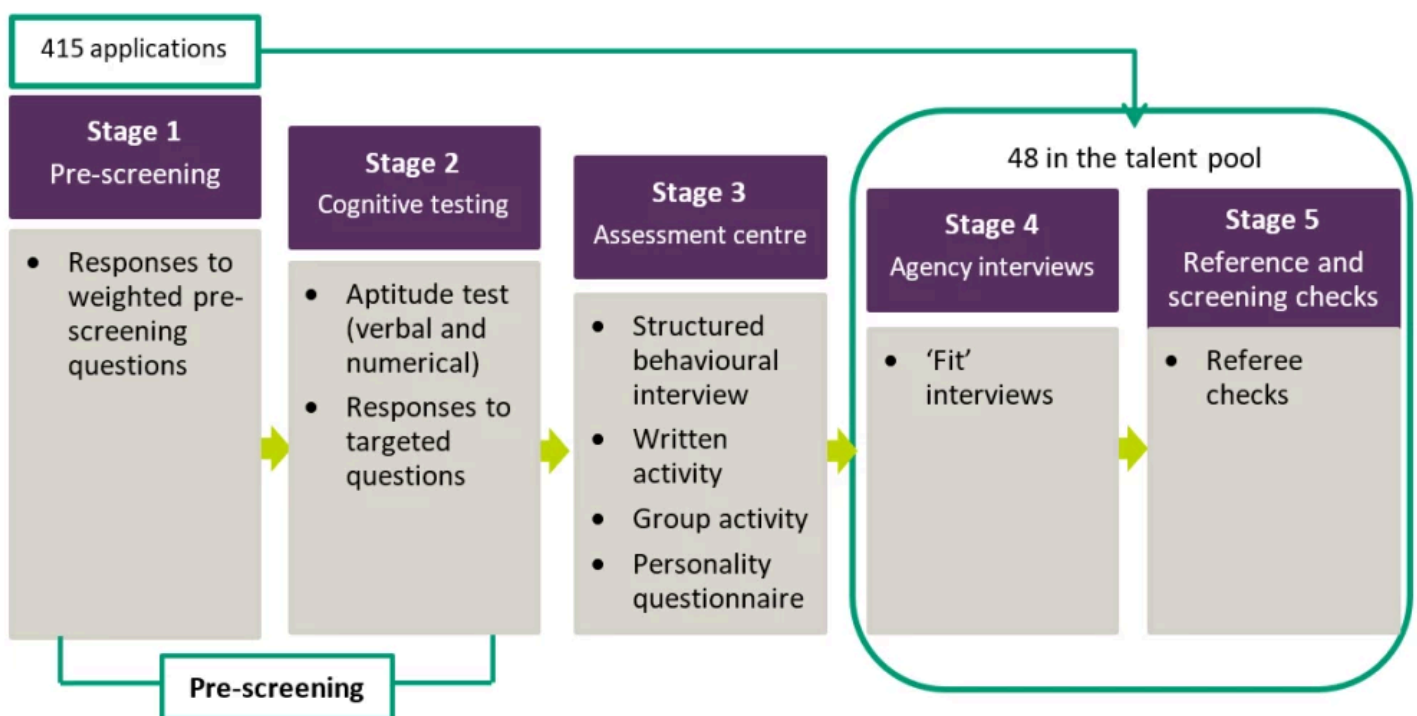 415 applications
Stage 1
Pre-screening
• Responses to
weighted pre-
screening
questions
Stage 2
Cognitive testing
• Aptitude test
(verbal and
numerical)
• Responses to
targeted
questions
Stage 3
Assessment centre
• Structured
behavioural
interview
• Written
activity
• Group activity
• Personality
questionnaire
48 in the talent pool
Stage 4
Agency interviews
• ‘Fit’
interviews
Stage 5
Reference and
screening checks
• Referee
checks
Pre-screening